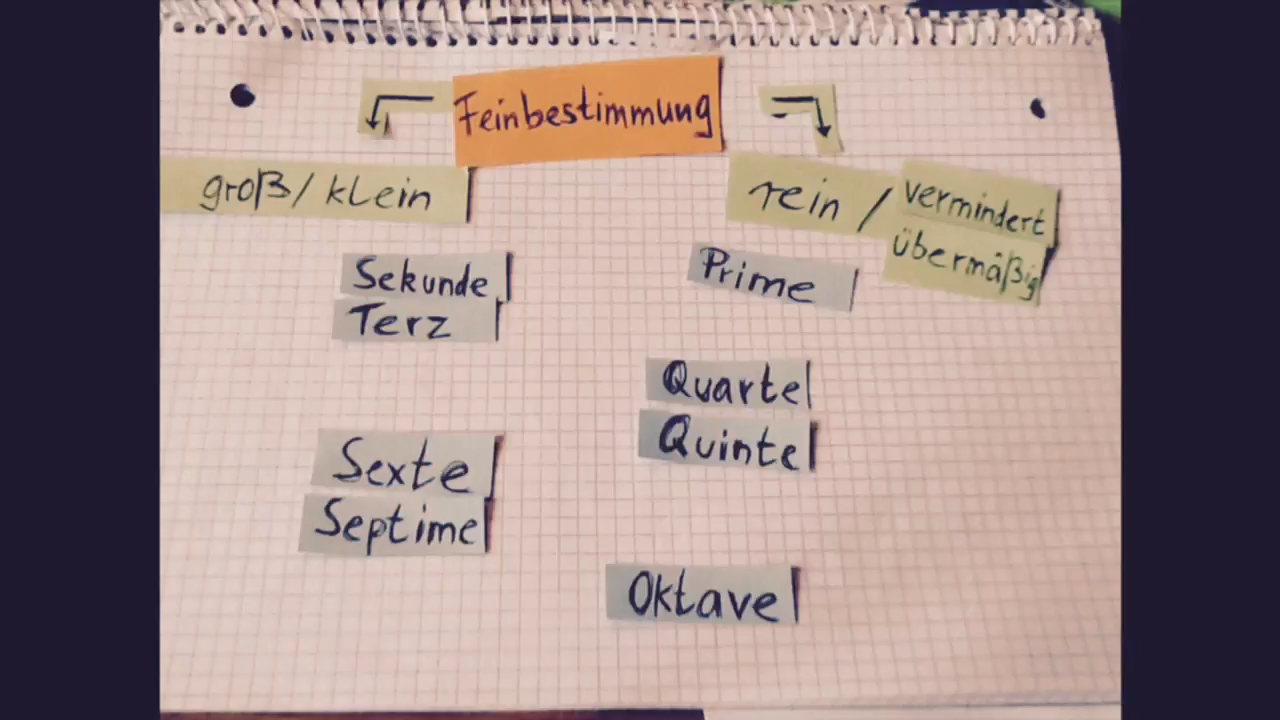 Feinbestimmung
groß/klein
rein / vermindert
übermäßig
Sekunde
Terz
Prime
Quarte
Quinte
Sexte
Septime
Oktave